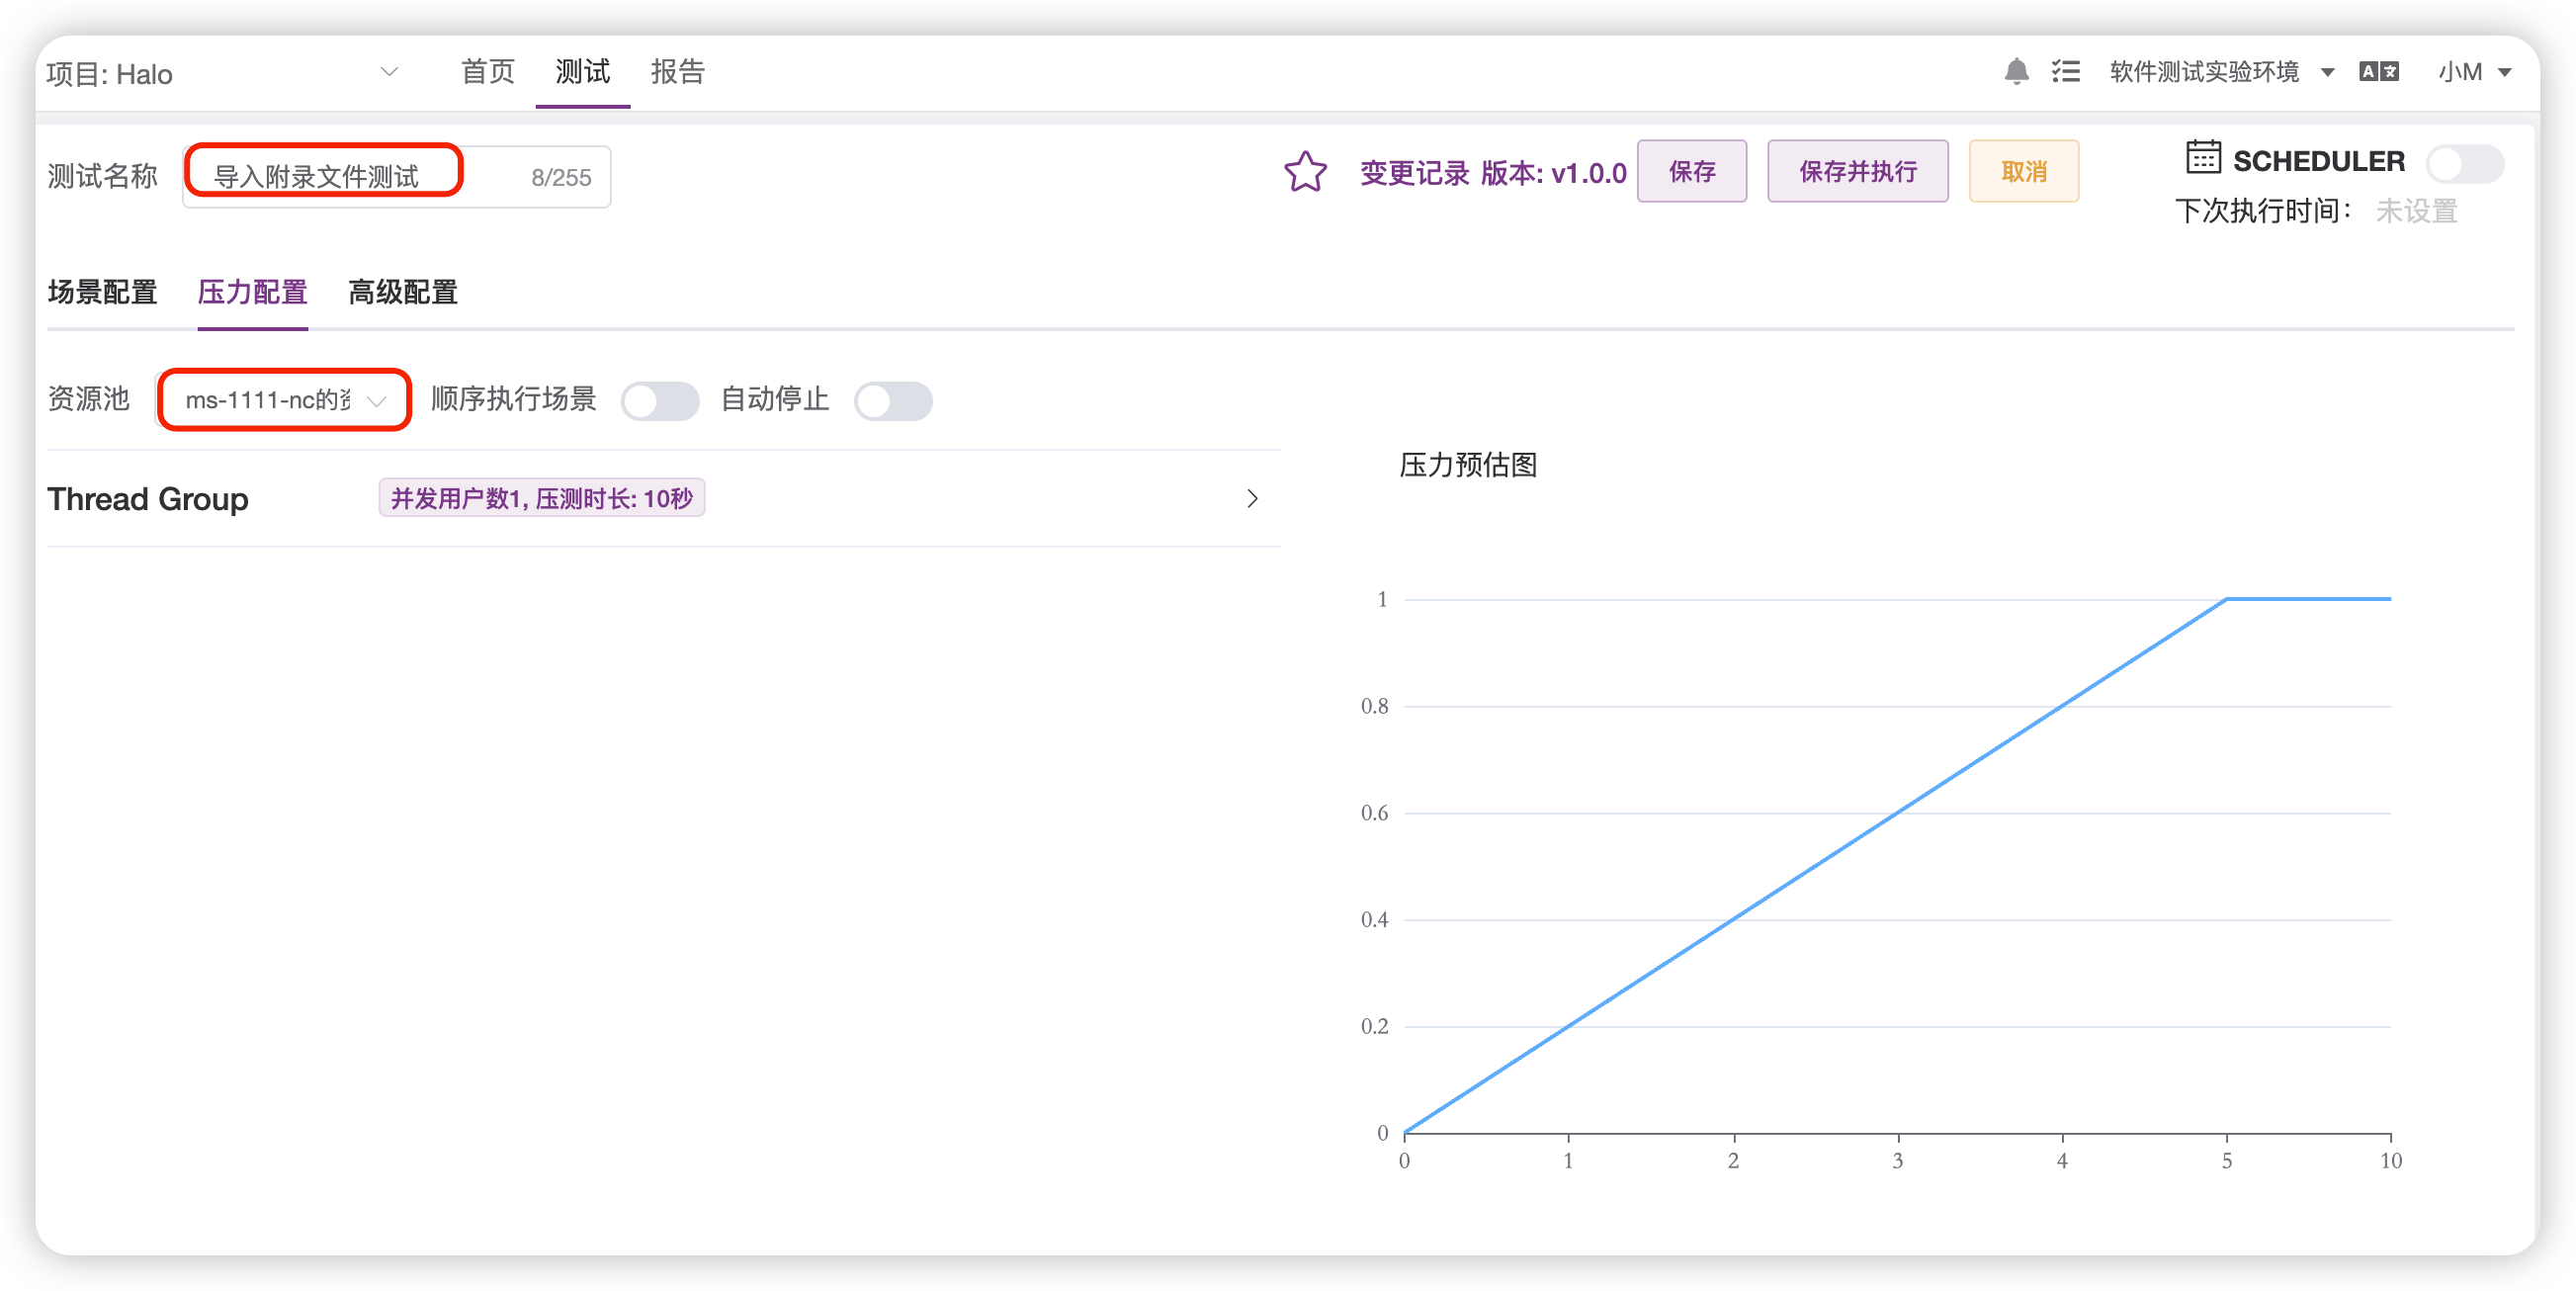 项目: Halo
首页 测试 报告
软件测试实验环境
小M
测试名称 导入附录文件测试 8/255
变更记录 版本: v1.0.0 保存 保存并执行 取消
SCHEDULER
下次执行时间: 未设置
场景配置 压力配置 高级配置
资源池 ms-1111-nc的 顺序执行场景 自动停止
Thread Group 并发用户数1, 压测时长: 10秒
压力预估图
1
0.8
0.6
0.4
0.2
0
0 1 2 3 4 5 10